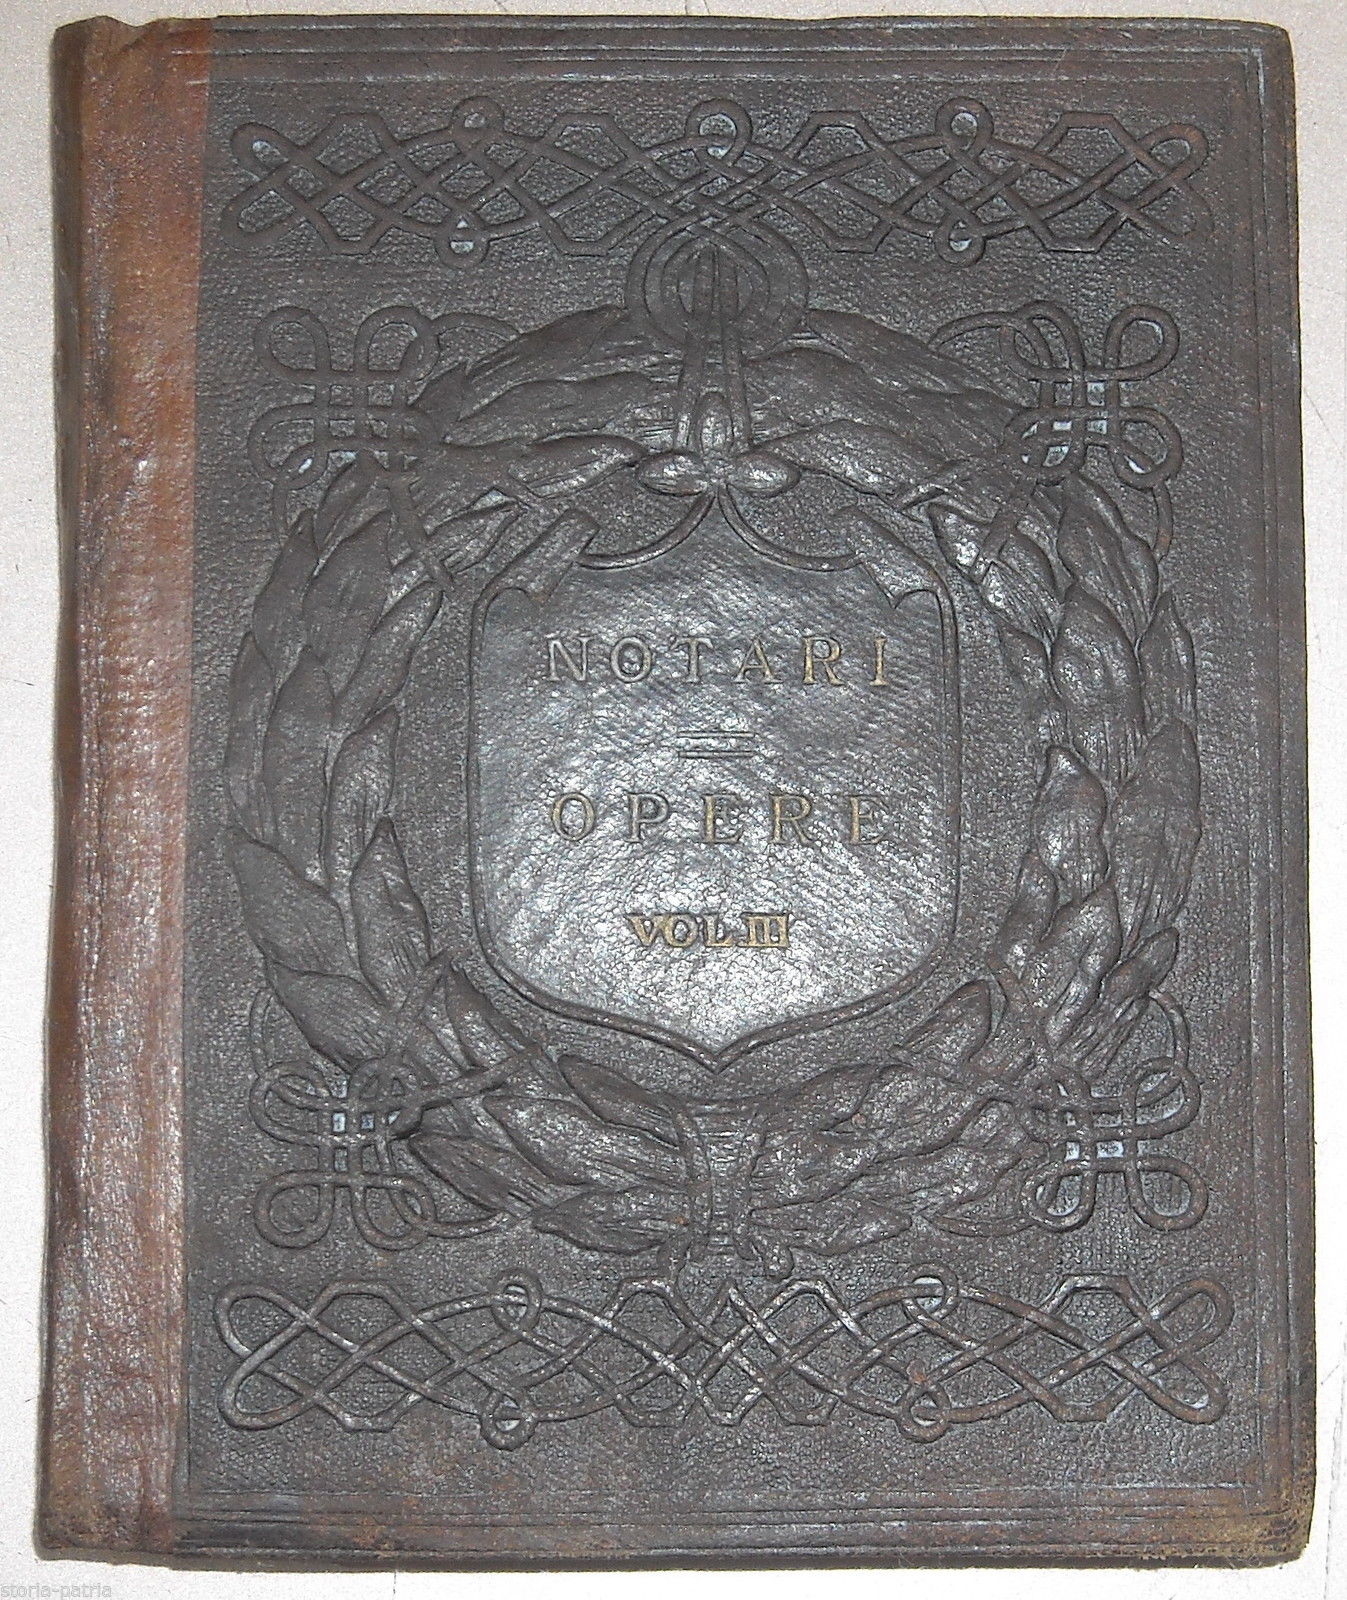 NOTARI
OPERE
VOL. III
storia-patria